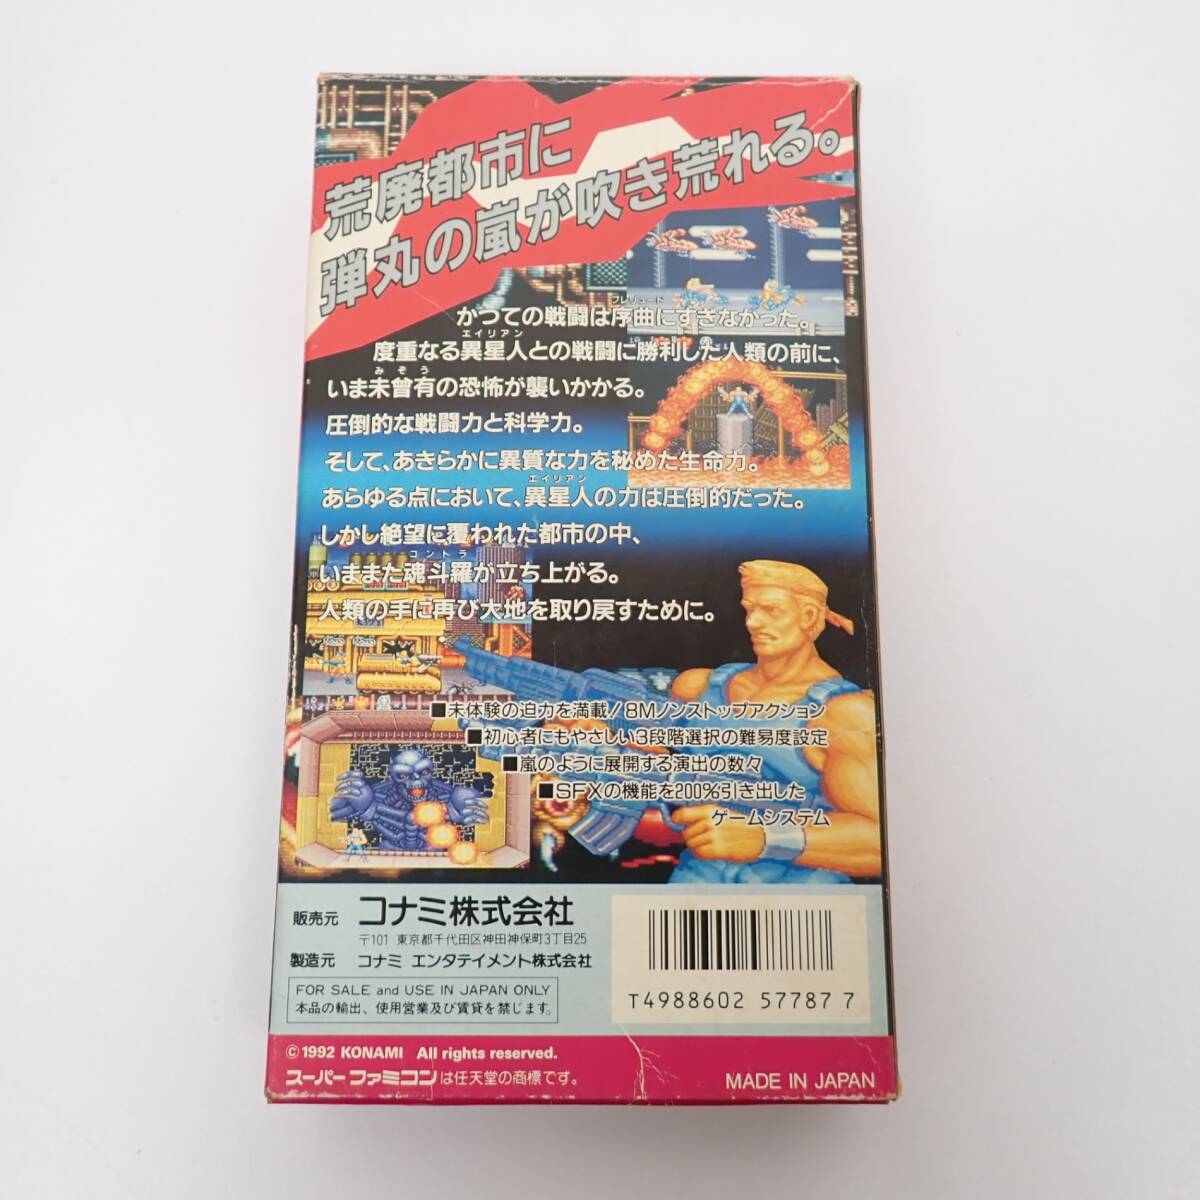 荒廃都市に
弾丸の嵐が吹き荒れる。
プレリュード
かつての戦闘は序曲にすぎなかった。
エイリアン
度重なる異星人との戦闘に勝利した人類の前に、
みぞう
いま未曾有の恐怖が襲いかかる。
圧倒的な戦闘力と科学力。
そして、あきらかに異質な力を秘めた生命力。
エイリアン
あらゆる点において、異星人の力は圧倒的だった。
しかし絶望に覆われた都市の中、
コントラ
いままた魂斗羅が立ち上がる。
人類の手に再び大地を取り戻すために。
■未体験の迫力を満載!8Mノンストップアクション
■初心者にもやさしい3段階選択の難易度設定
■嵐のように展開する演出の数々
■SFXの機能を200%引き出した
ゲームシステム
販売元 コナミ株式会社
〒101 東京都千代田区神田神保町3丁目25
製造元 コナミ エンタテイメント株式会社
FOR SALE and USE IN JAPAN ONLY
本品の輸出、使用営業及び賃貸を禁じます。
T4988602 57787 7
©1992 KONAMI All rights reserved.
スーパーファミコンは任天堂の商標です。
MADE IN JAPAN